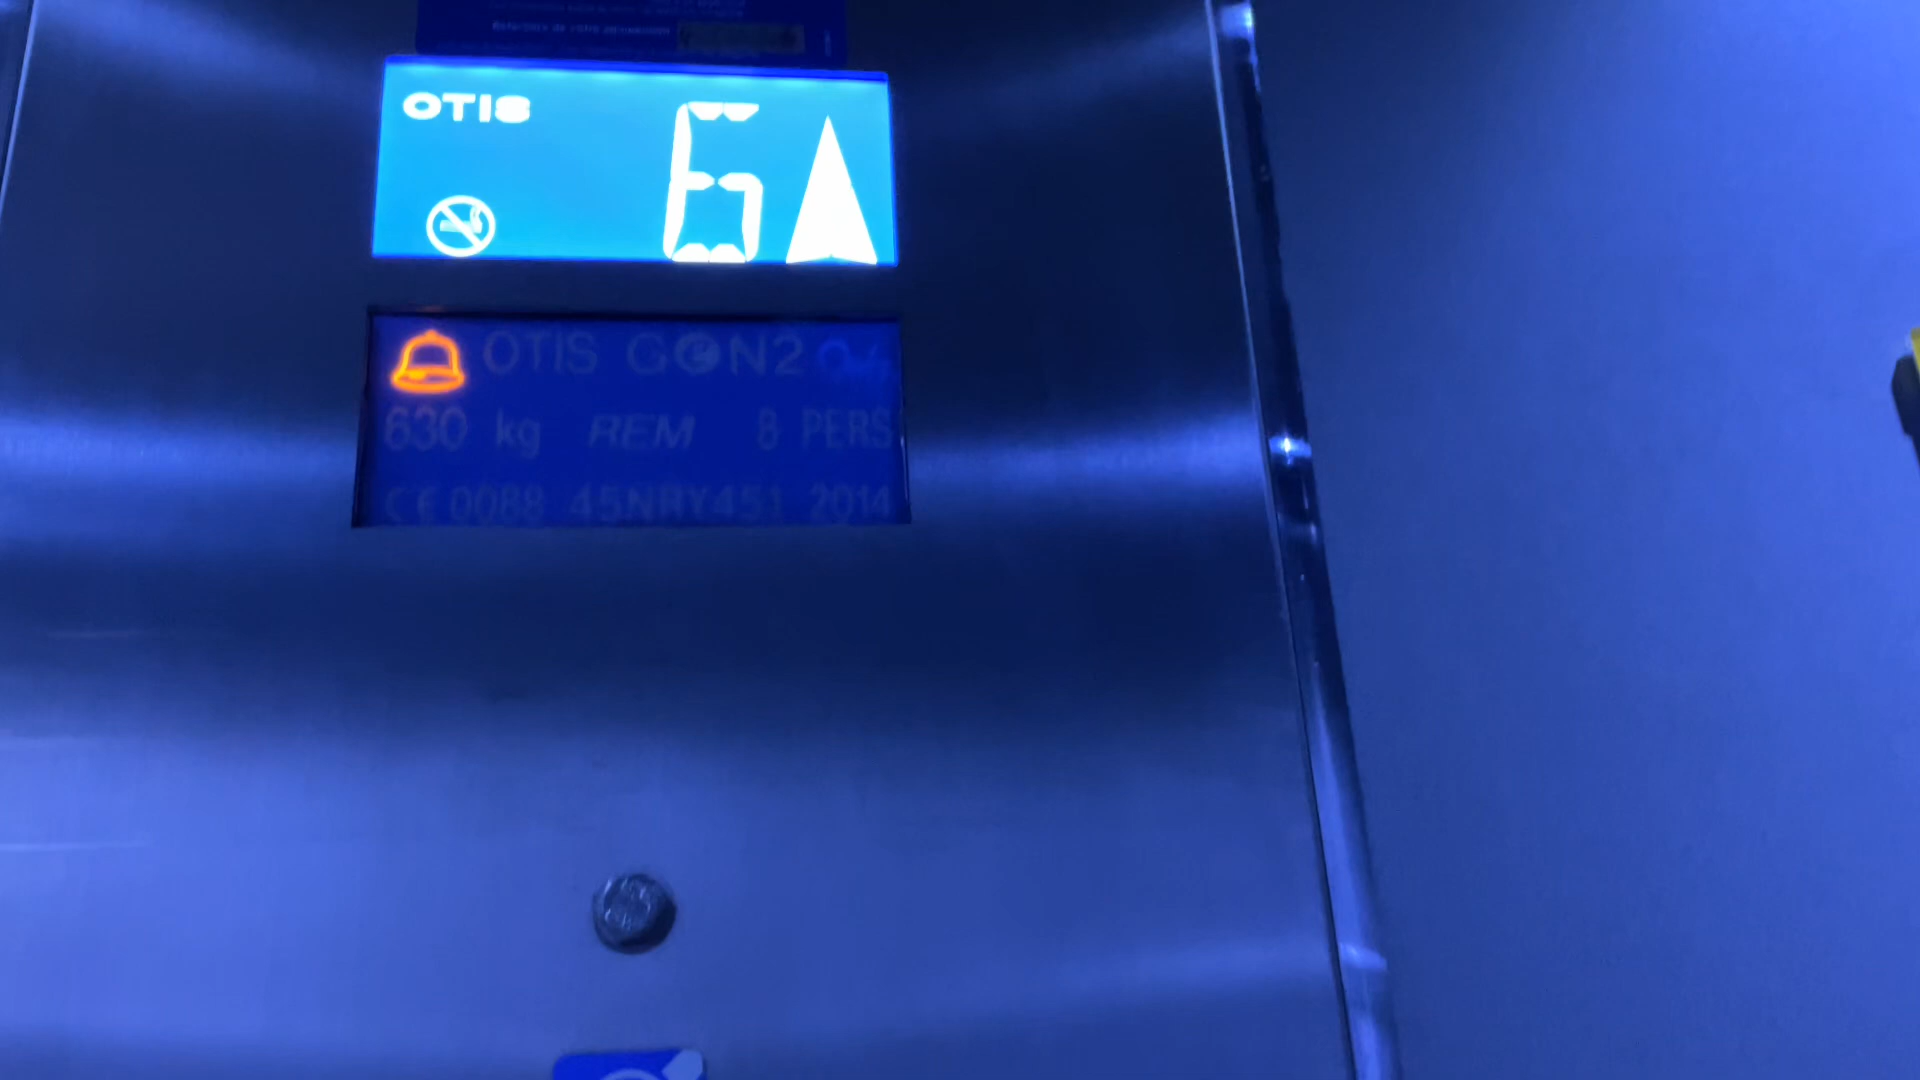 OTIS
6
OTIS GEN2
630 kg REM 8 PERS
CE 0088 45NRY451 2014